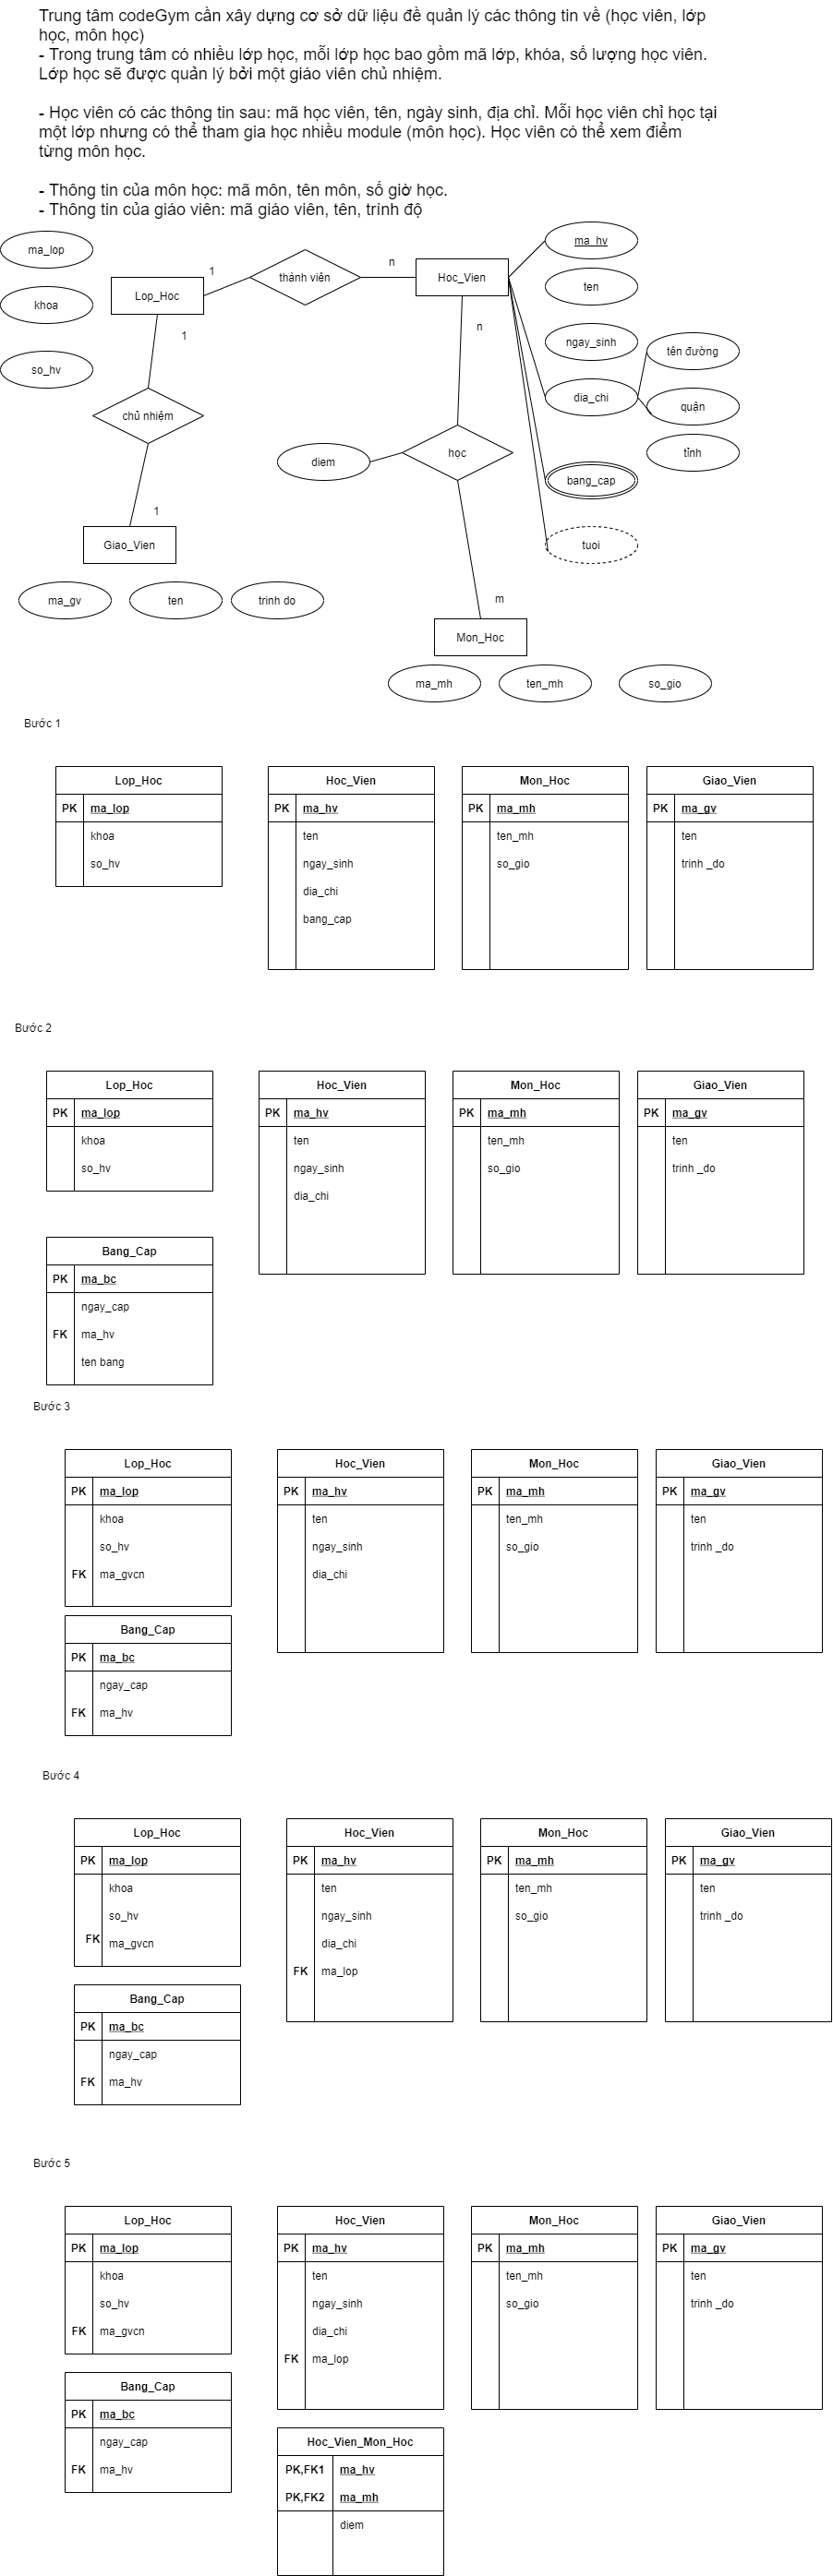 Trung tâm codeGym cần xây dựng cơ sở dữ liệu đề quản lý các thông tin về (học viên, lớp
học, môn học)
- Trong trung tâm có nhiều lớp học, mỗi lớp học bao gồm mã lớp, khóa, số lượng học viên.
Lớp học sẽ được quản lý bởi một giáo viên chủ nhiệm.
- Học viên có các thông tin sau: mã học viên, tên, ngày sinh, địa chỉ. Mỗi học viên chỉ học tại
một lớp nhưng có thể tham gia học nhiều module (môn học). Học viên có thể xem điểm
từng môn học.
- Thông tin của môn học: mã môn, tên môn, số giờ học.
- Thông tin của giáo viên: mã giáo viên, tên, trình độ
ma_lop
1
thành viên
n
Hoc_Vien
ma_hv
Lop_Hoc
ten
khoa
n
1
ngay_sinh
tên đường
so_hv
dia_chi
quận
chủ nhiệm
diem
học
tỉnh
bang_cap
1
Giao_Vien
tuoi
ma_gv
ten
trinh do
m
Mon_Hoc
ma_mh
ten_mh
so_gio
Bước 1
Lop_Hoc
PK ma_lop
khoa
so_hv
Hoc_Vien
PK ma_hv
ten
ngay_sinh
dia_chi
bang_cap
Mon_Hoc
PK ma_mh
ten_mh
so_gio
Giao_Vien
PK ma_gv
ten
trinh _do
Bước 2
Lop_Hoc
PK ma_lop
khoa
so_hv
Hoc_Vien
PK ma_hv
ten
ngay_sinh
dia_chi
Mon_Hoc
PK ma_mh
ten_mh
so_gio
Giao_Vien
PK ma_gv
ten
trinh _do
Bang_Cap
PK ma_bc
ngay_cap
FK ma_hv
ten bang
Bước 3
Lop_Hoc
PK ma_lop
khoa
so_hv
FK ma_gvcn
Hoc_Vien
PK ma_hv
ten
ngay_sinh
dia_chi
Mon_Hoc
PK ma_mh
ten_mh
so_gio
Giao_Vien
PK ma_gv
ten
trinh _do
Bang_Cap
PK ma_bc
ngay_cap
FK ma_hv
Bước 4
Lop_Hoc
PK ma_lop
khoa
so_hv
FK ma_gvcn
Hoc_Vien
PK ma_hv
ten
ngay_sinh
dia_chi
FK ma_lop
Mon_Hoc
PK ma_mh
ten_mh
so_gio
Giao_Vien
PK ma_gv
ten
trinh _do
Bang_Cap
PK ma_bc
ngay_cap
FK ma_hv
Bước 5
Lop_Hoc
PK ma_lop
khoa
so_hv
FK ma_gvcn
Hoc_Vien
PK ma_hv
ten
ngay_sinh
dia_chi
FK ma_lop
Mon_Hoc
PK ma_mh
ten_mh
so_gio
Giao_Vien
PK ma_gv
ten
trinh _do
Bang_Cap
PK ma_bc
ngay_cap
FK ma_hv
Hoc_Vien_Mon_Hoc
PK,FK1 ma_hv
PK,FK2 ma_mh
diem